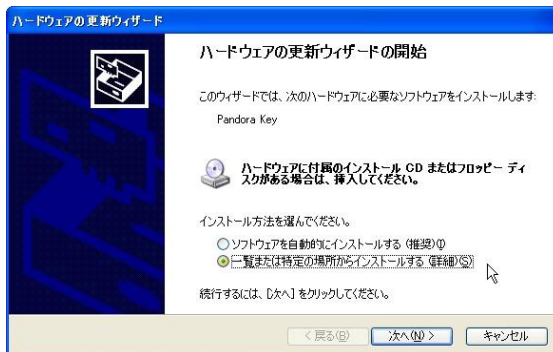 ハードウェアの更新ウィザード
ハードウェアの更新ウィザードの開始
このウィザードでは、次のハードウェアに必要なソフトウェアをインストールします:
Pandora Key
ハードウェアに付属のインストール CD またはフロッピー ディ
スクがある場合は、挿入してください。
インストール方法を選んでください。
ソフトウェアを自動的にインストールする (推奨)(I)
一覧または特定の場所からインストールする (詳細)(S)
続行するには、[次へ] をクリックしてください。
< 戻る(B) 次へ(N) > キャンセル